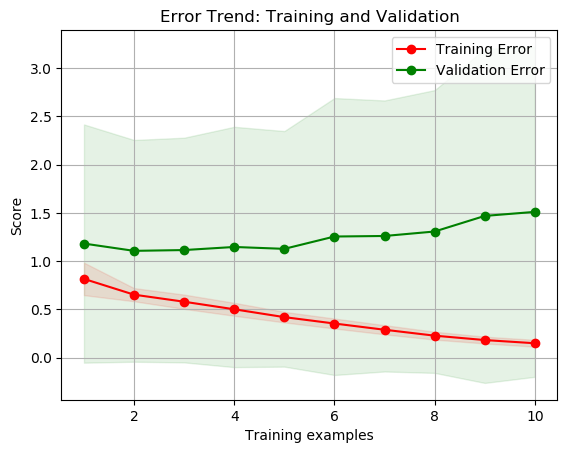 Error Trend: Training and Validation
Training Error
Validation Error
3.0
2.5
2.0
1.5
1.0
0.5
0.0
Score
2 4 6 8 10
Training examples